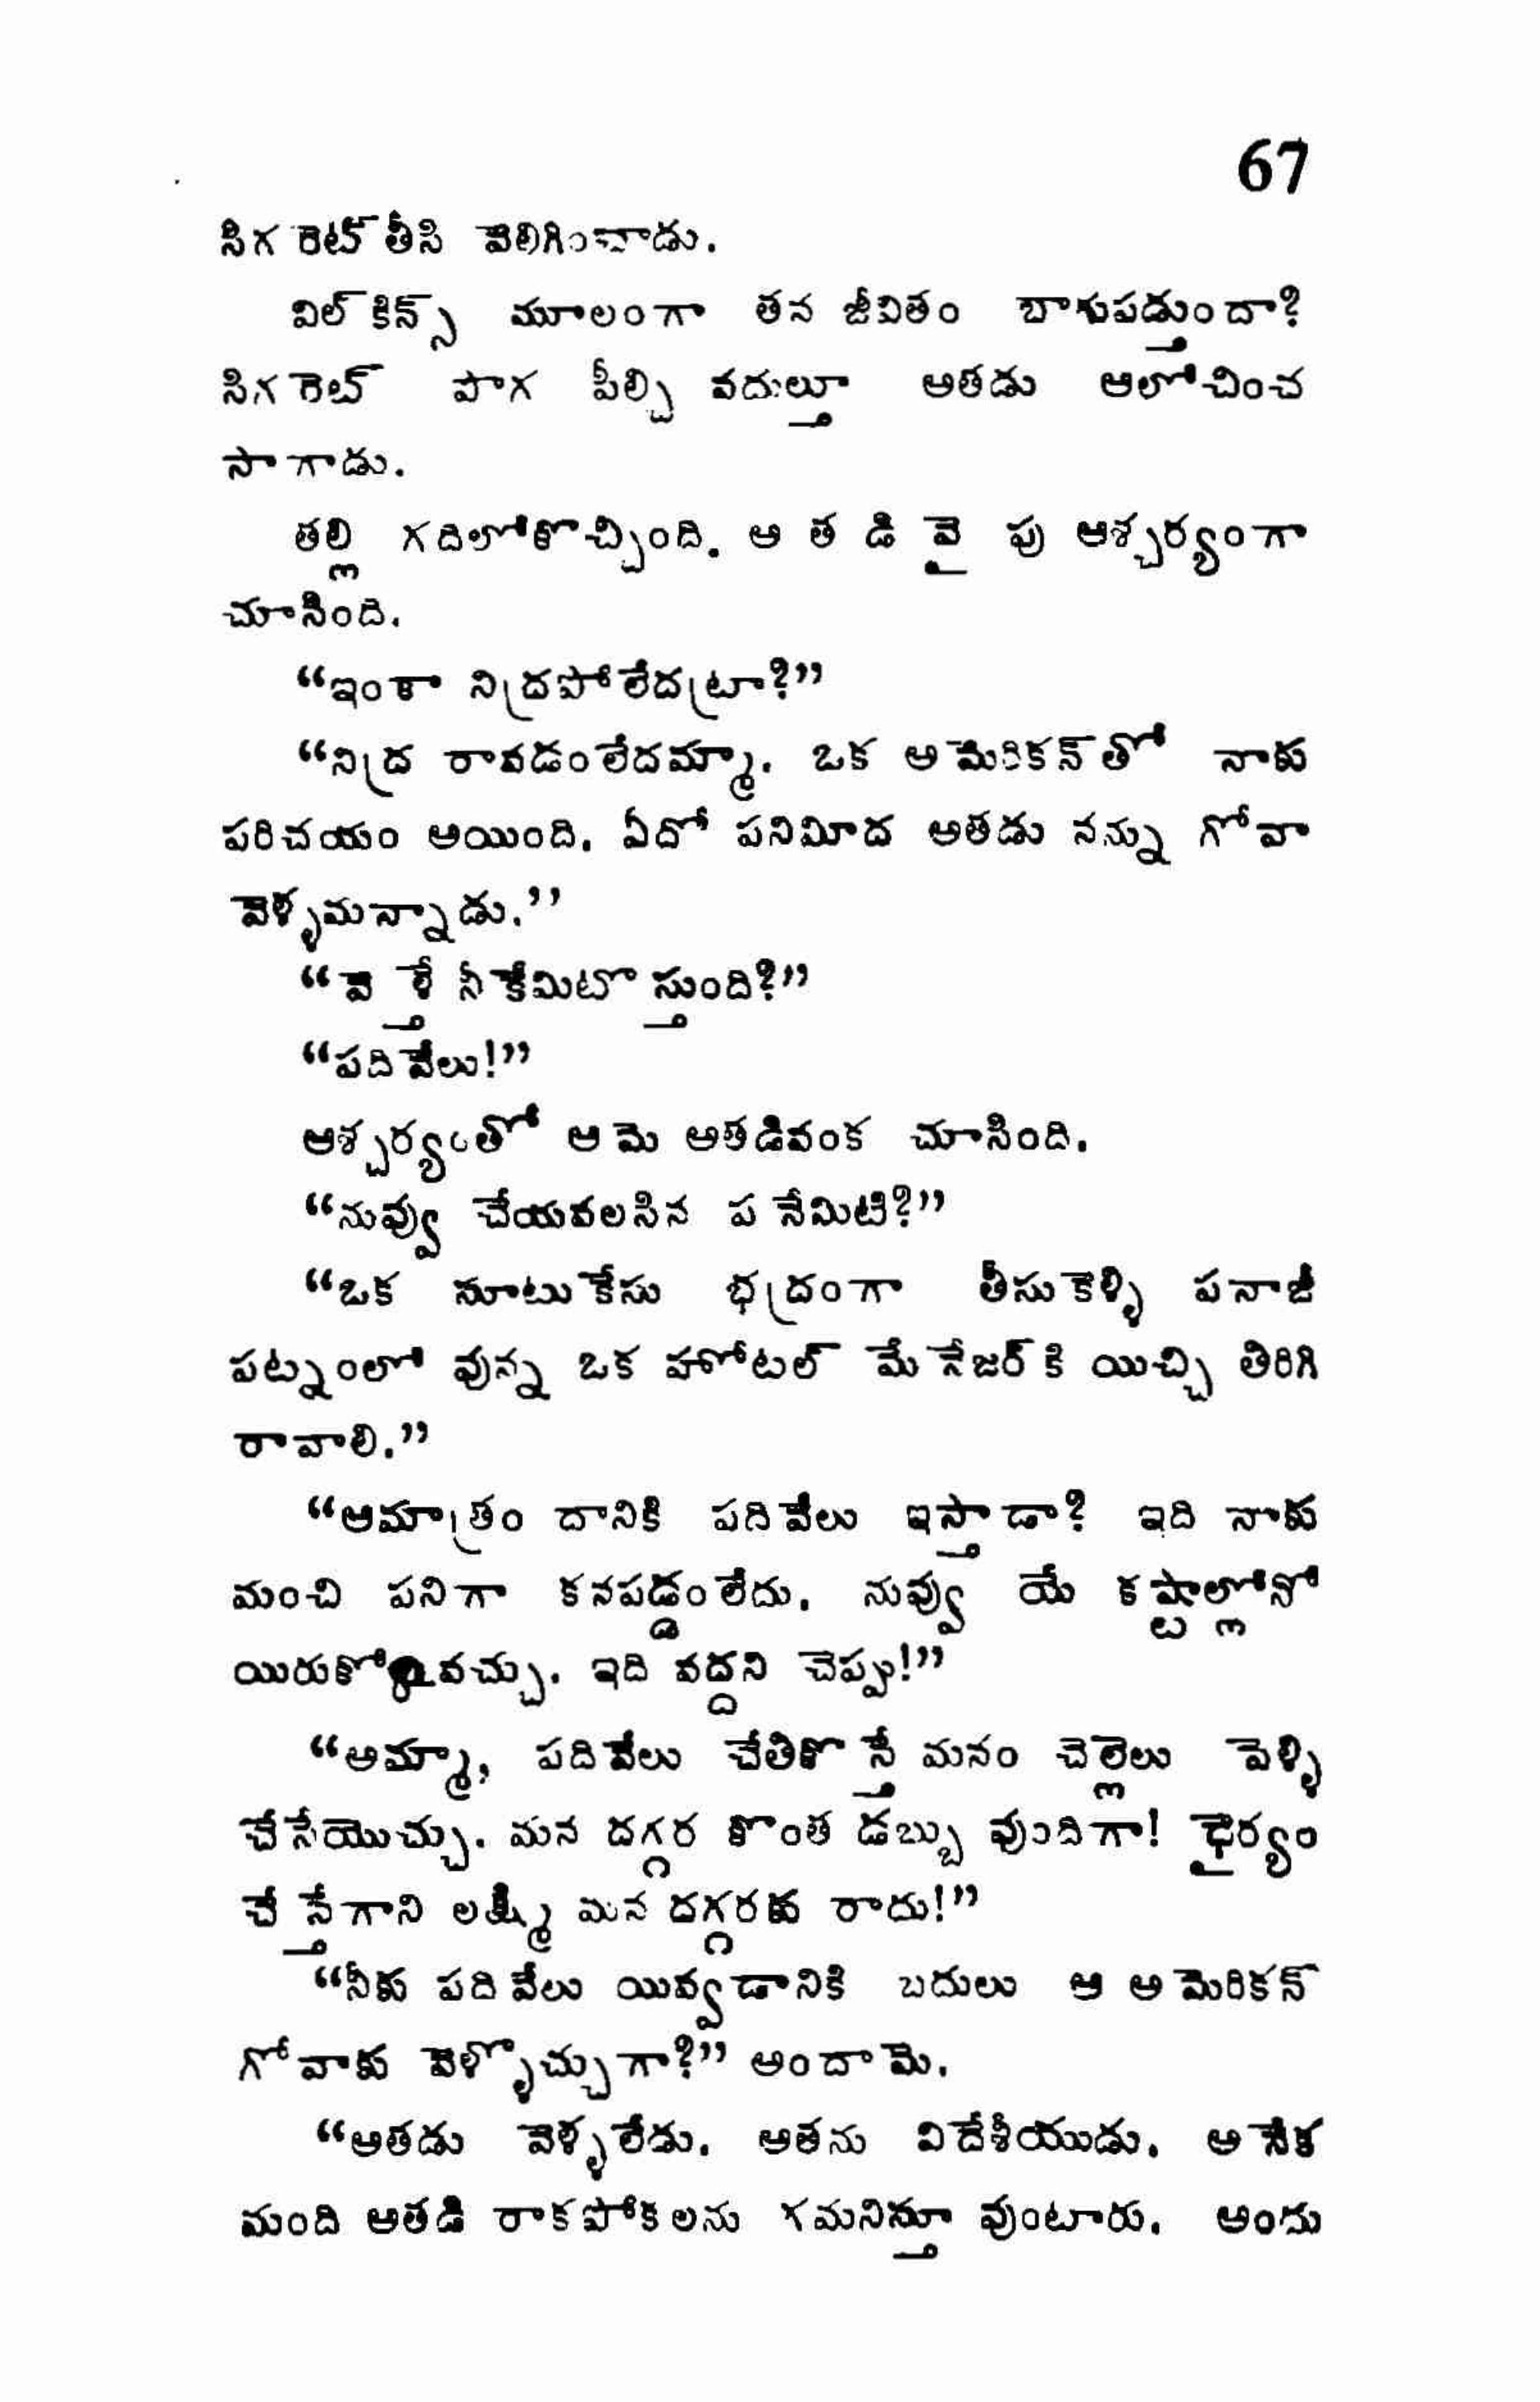 67
సిగరెట్ తీసి వెలిగించాడు.
విల్‌కిన్స్ మూలంగా తన జీవితం బాగుపడ్తుందా?
సిగరెట్ పొగ పీల్చి వదుల్తూ అతడు ఆలోచించ
సాగాడు.
తల్లి గదిలోకొచ్చింది. అతడివైపు ఆశ్చర్యంగా
చూసింది.
“ఇంకా నిద్రపోలేదట్రా?”
“నిద్ర రావడంలేదమ్మా. ఒక అమెరికన్‌తో నాకు
పరిచయం అయింది. ఏదో పనిమీద అతడు నన్ను గోవా
వెళ్ళమన్నాడు.”
“వెళ్తే నీకేమిటొస్తుంది?”
“పదివేలు!”
ఆశ్చర్యంతో ఆమె అతడివంక చూసింది.
“నువ్వు చేయవలసిన పనేమిటి?”
“ఒక సూటుకేసు భద్రంగా తీసుకెళ్ళి పనాజీ
పట్నంలో వున్న ఒక హోటల్ మేనేజర్‌కి యిచ్చి తిరిగి
రావాలి.”
“ఆమాత్రం దానికి పదివేలు ఇస్తాడా? ఇది నాకు
మంచి పనిగా కనపడ్డంలేదు. నువ్వు యే కష్టాల్లోనో
యిరుకోవచ్చు. ఇది వద్దని చెప్పు!”
“అమ్మా, పదివేలు చేతికొస్తే మనం చెల్లెలు పెళ్ళి
చేసేయొచ్చు. మన దగ్గర కొంత డబ్బు వుందిగా! ధైర్యం
చేస్తేగాని లక్ష్మి మన దగ్గరకు రాదు!”
“నీకు పదివేలు యివ్వడానికి బదులు ఆ అమెరికన్
గోవాకు వెళ్ళొచ్చుగా?” అందామె.
“అతడు వెళ్ళలేడు. అతను విదేశీయుడు. అనేక
మంది అతడి రాకపోకలను గమనిస్తూ వుంటారు. అందు